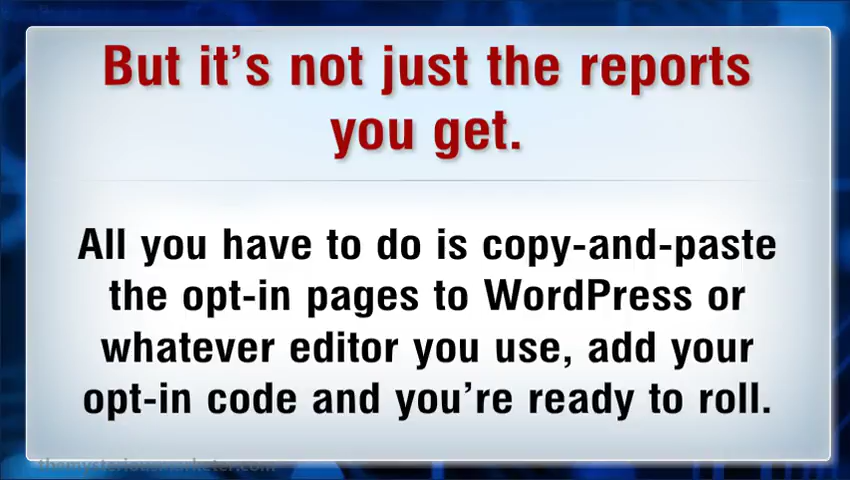 But it’s not just the reports
you get.
All you have to do is copy-and-paste
the opt-in pages to WordPress or
whatever editor you use, add your
opt-in code and you’re ready to roll.
themysteriousmarketer.com